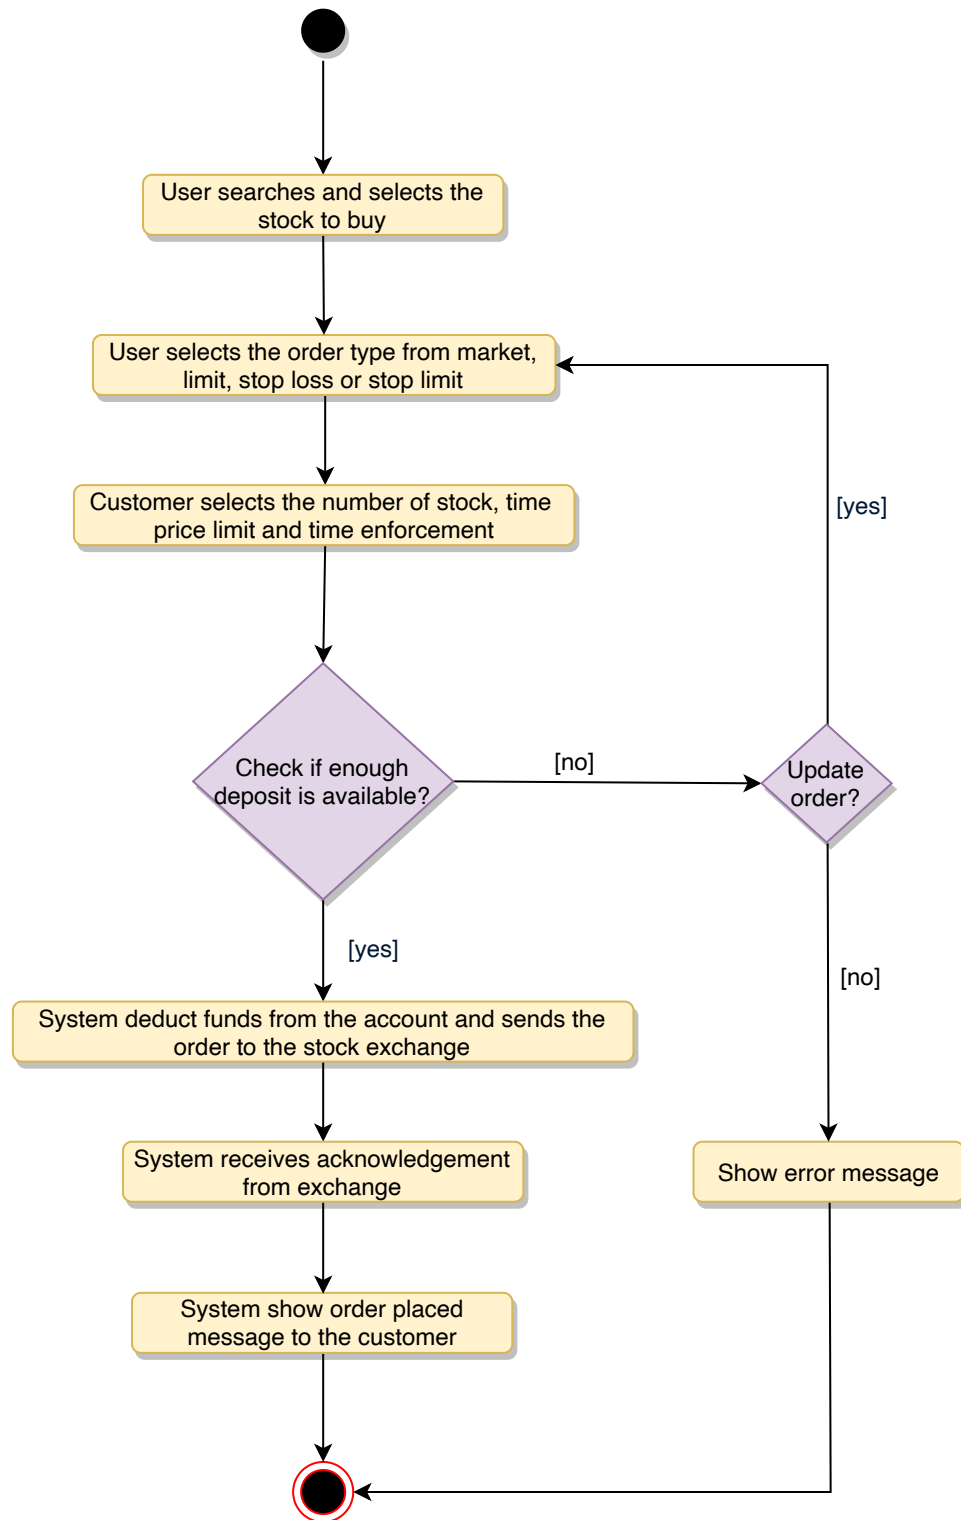 User searches and selects the
stock to buy
User selects the order type from market,
limit, stop loss or stop limit
Customer selects the number of stock, time
price limit and time enforcement
[yes]
Check if enough
deposit is available?
[no]
Update
order?
[yes]
[no]
System deduct funds from the account and sends the
order to the stock exchange
System receives acknowledgement
from exchange
Show error message
System show order placed
message to the customer